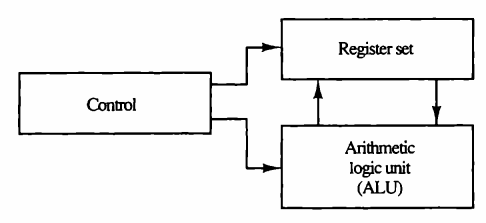 Register set
Control
Arithmetic
logic unit
(ALU)